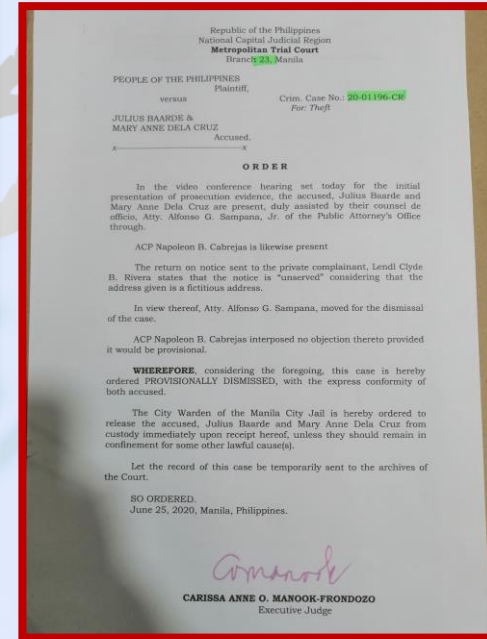 Republic of the Philippines
National Capital Judicial Region
Metropolitan Trial Court
Branch 23, Manila
PEOPLE OF THE PHILIPPINES
Plaintiff,
versus Crim. Case No.: 20-01196-CR
For: Theft
JULIUS BAARDE &
MARY ANNE DELA CRUZ
Accused.
x-----------------------------x
O R D E R
In the video conference hearing set today for the initial
presentation of prosecution evidence, the accused, Julius Baarde and
Mary Anne Dela Cruz are present, duly assisted by their counsel de
officio, Atty. Alfonso G. Sampana, Jr. of the Public Attorney's Office
through.
ACP Napoleon B. Cabrejas is likewise present
The return on notice sent to the private complainant, Lendl Clyde
B. Rivera states that the notice is "unserved" considering that the
address given is a fictitious address.
In view thereof, Atty. Alfonso G. Sampana, moved for the dismissal
of the case.
ACP Napoleon B. Cabrejas interposed no objection thereto provided
it would be provisional.
WHEREFORE, considering the foregoing, this case is hereby
ordered PROVISIONALLY DISMISSED, with the express conformity of
both accused.
The City Warden of the Manila City Jail is hereby ordered to
release the accused, Julius Baarde and Mary Anne Dela Cruz from
custody immediately upon receipt hereof, unless they should remain in
confinement for some other lawful cause(s).
Let the record of this case be temporarily sent to the archives of
the Court.
SO ORDERED.
June 25, 2020, Manila, Philippines.
CARISSA ANNE O. MANOOK-FRONDOZO
Executive Judge